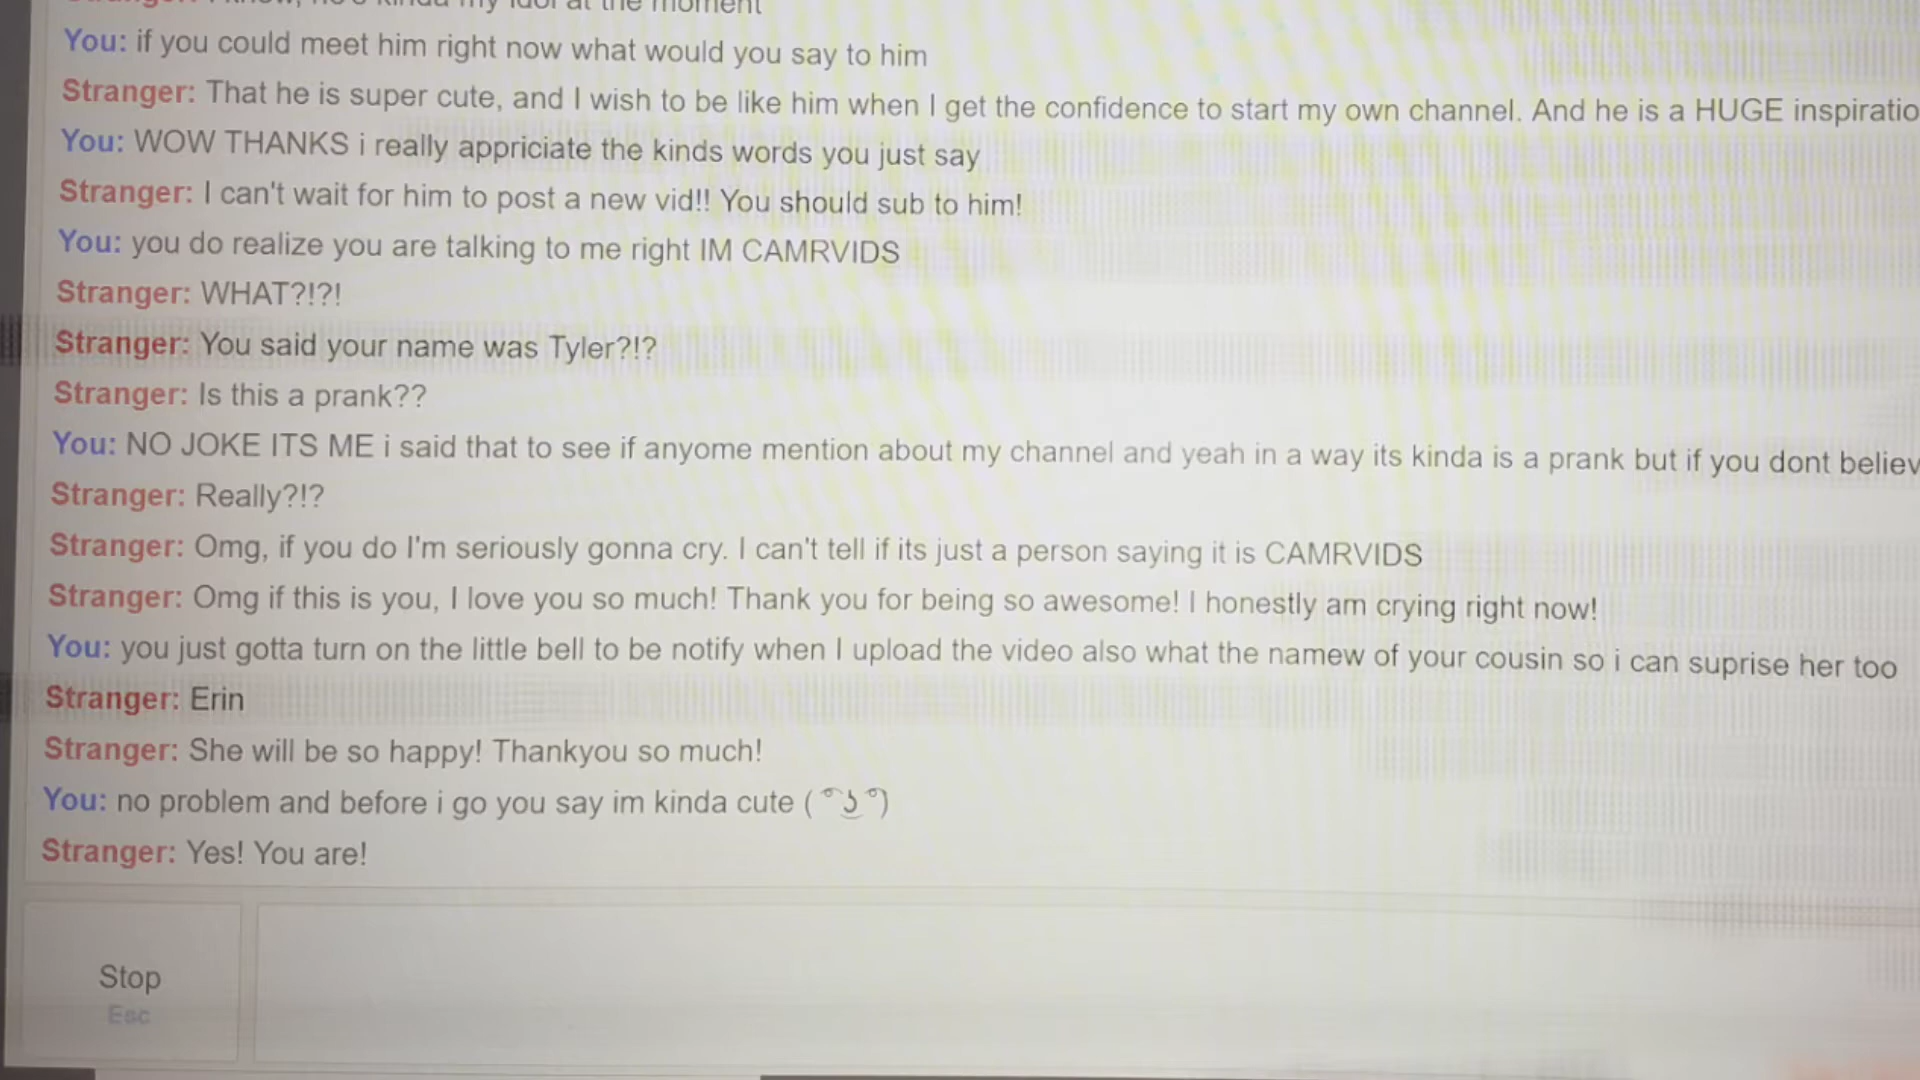 my idol at the moment
You: if you could meet him right now what would you say to him
Stranger: That he is super cute, and I wish to be like him when I get the confidence to start my own channel. And he is a HUGE inspiratio
You: WOW THANKS i really appriciate the kinds words you just say
Stranger: I can't wait for him to post a new vid!! You should sub to him!
You: you do realize you are talking to me right IM CAMRVIDS
Stranger: WHAT?!?!
Stranger: You said your name was Tyler?!?
Stranger: Is this a prank??
You: NO JOKE ITS ME i said that to see if anyome mention about my channel and yeah in a way its kinda is a prank but if you dont believ
Stranger: Really?!?
Stranger: Omg, if you do I'm seriously gonna cry. I can't tell if its just a person saying it is CAMRVIDS
Stranger: Omg if this is you, I love you so much! Thank you for being so awesome! I honestly am crying right now!
You: you just gotta turn on the little bell to be notify when I upload the video also what the namew of your cousin so i can suprise her too
Stranger: Erin
Stranger: She will be so happy! Thankyou so much!
You: no problem and before i go you say im kinda cute ( ͡° ͜ʖ ͡°)
Stranger: Yes! You are!
Stop
Esc